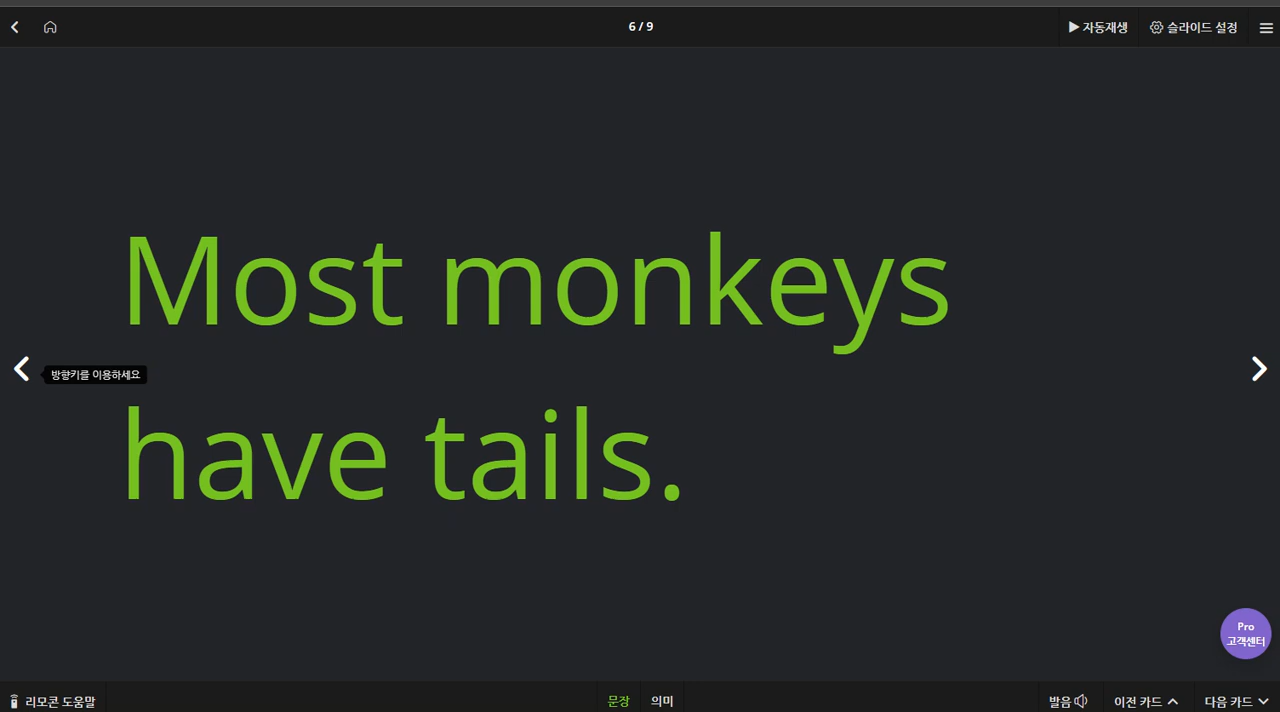 6 / 9
자동재생
슬라이드 설정
Most monkeys
방향키를 이용하세요
have tails.
Pro
고객센터
리모콘 도움말
문장
의미
발음
이전 카드
다음 카드